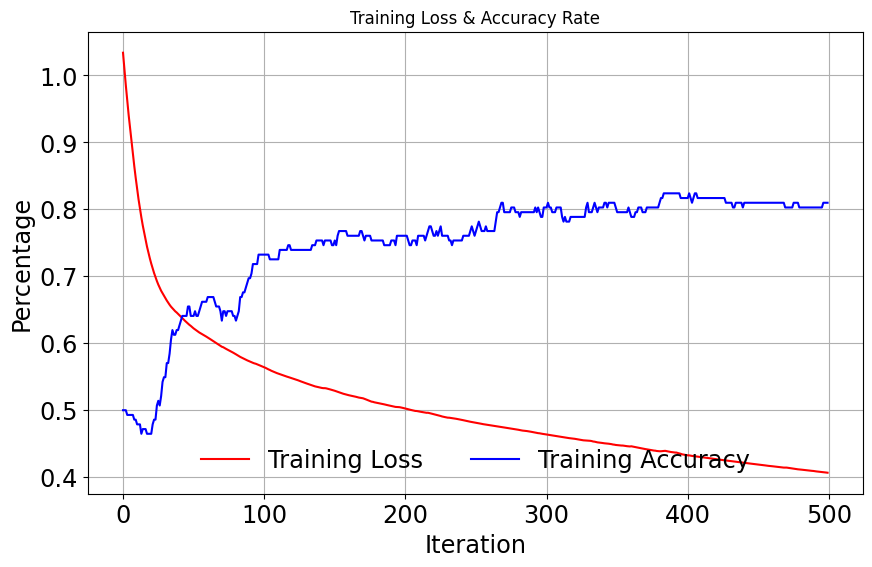 Training Loss & Accuracy Rate
Percentage
1.0
0.9
0.8
0.7
0.6
0.5
0.4
Training Loss Training Accuracy
0 100 200 300 400 500
Iteration